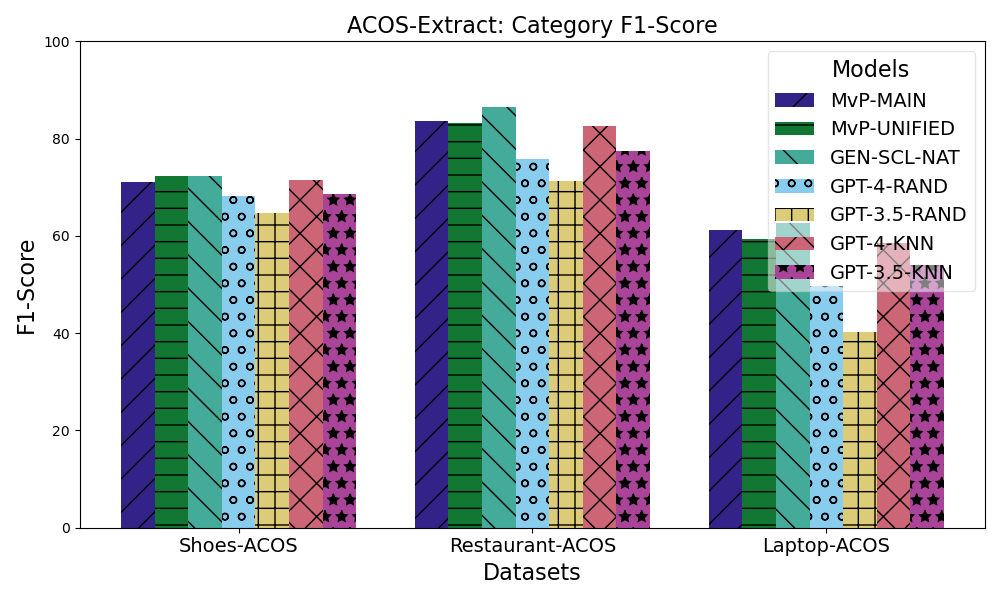 ACOS-Extract: Category F1-Score
100
80
60
40
20
0
F1-Score
Models
MvP-MAIN
MvP-UNIFIED
GEN-SCL-NAT
GPT-4-RAND
GPT-3.5-RAND
GPT-4-KNN
GPT-3.5-KNN
Shoes-ACOS
Restaurant-ACOS
Laptop-ACOS
Datasets